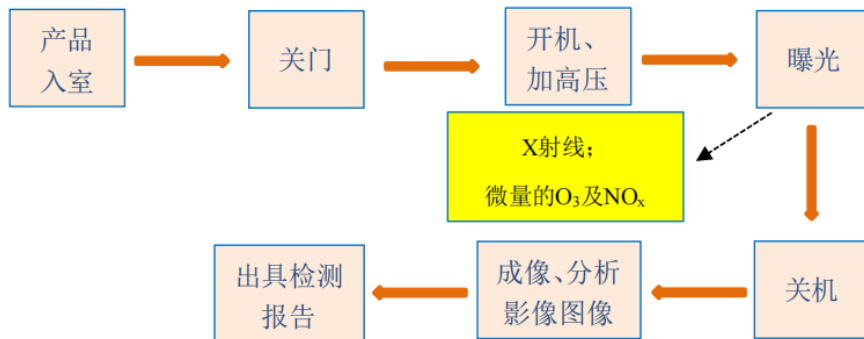 产品
入室
关门
开机、
加高压
曝光
X射线；
微量的O₃及NOₓ
关机
成像、分析
影像图像
出具检测
报告